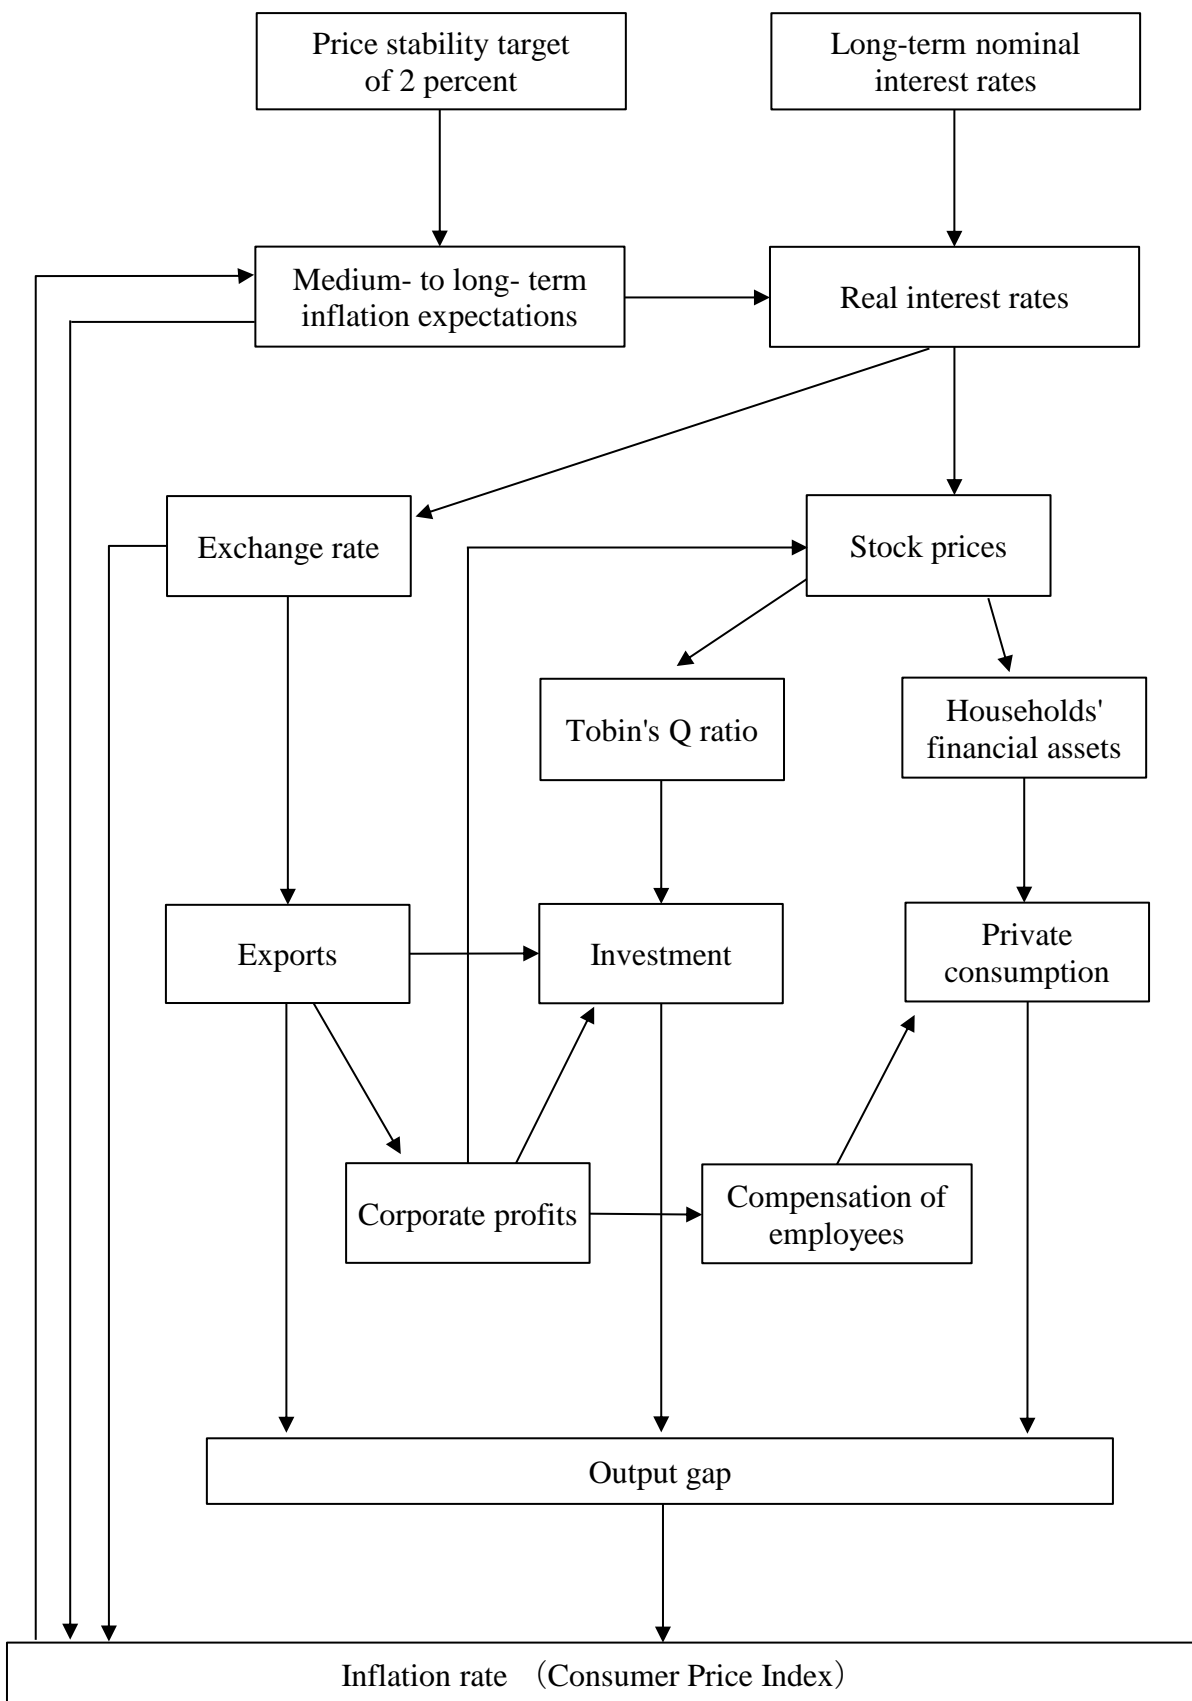 Price stability target
of 2 percent
Long-term nominal
interest rates
Medium- to long- term
inflation expectations
Real interest rates
Exchange rate
Stock prices
Tobin's Q ratio
Households'
financial assets
Exports
Investment
Private
consumption
Corporate profits
Compensation of
employees
Output gap
Inflation rate （Consumer Price Index）